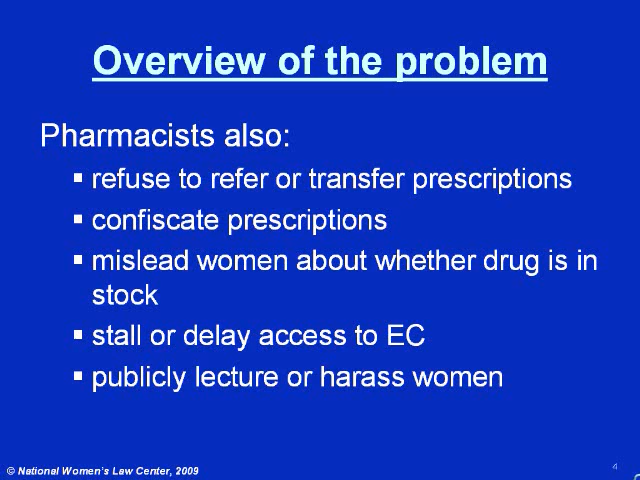 Overview of the problem
Pharmacists also:
▪ refuse to refer or transfer prescriptions
▪ confiscate prescriptions
▪ mislead women about whether drug is in
stock
▪ stall or delay access to EC
▪ publicly lecture or harass women
© National Women's Law Center, 2009
4